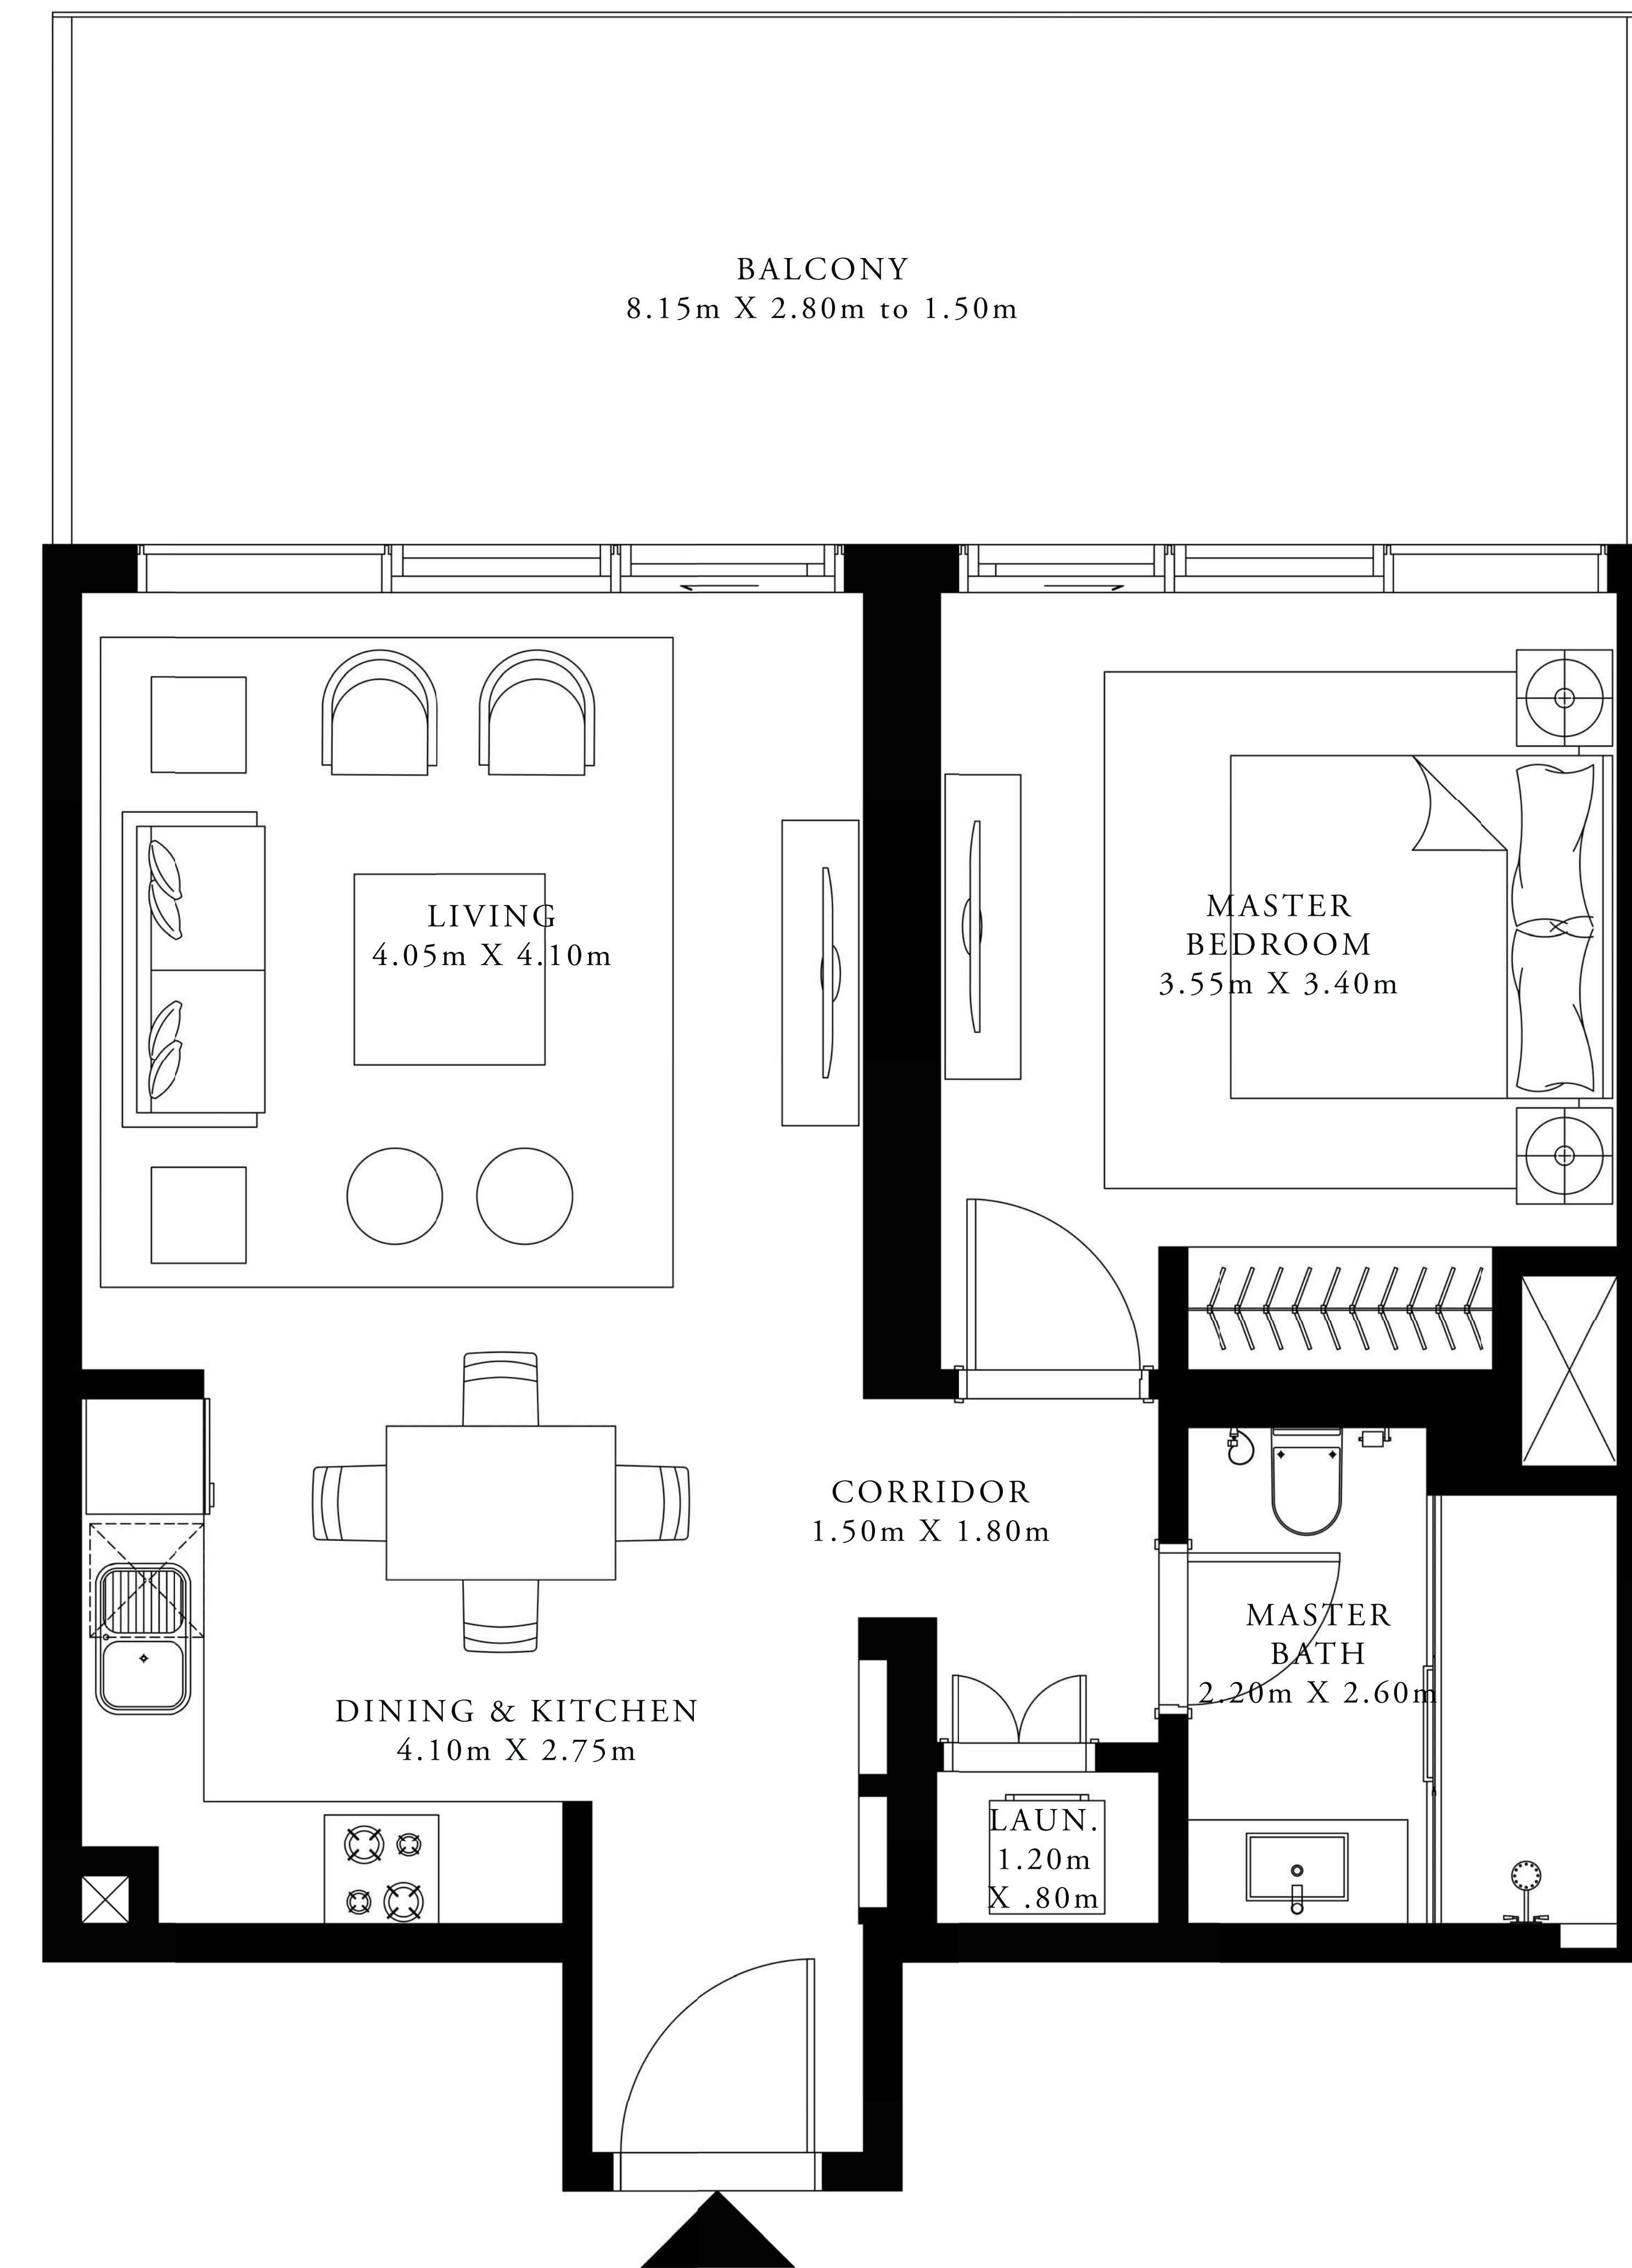 BALCONY
8.15m X 2.80m to 1.50m
LIVING
4.05m X 4.10m
MASTER
BEDROOM
3.55m X 3.40m
CORRIDOR
1.50m X 1.80m
MASTER
BATH
2.20m X 2.60m
DINING & KITCHEN
4.10m X 2.75m
LAUN.
1.20m
X .80m